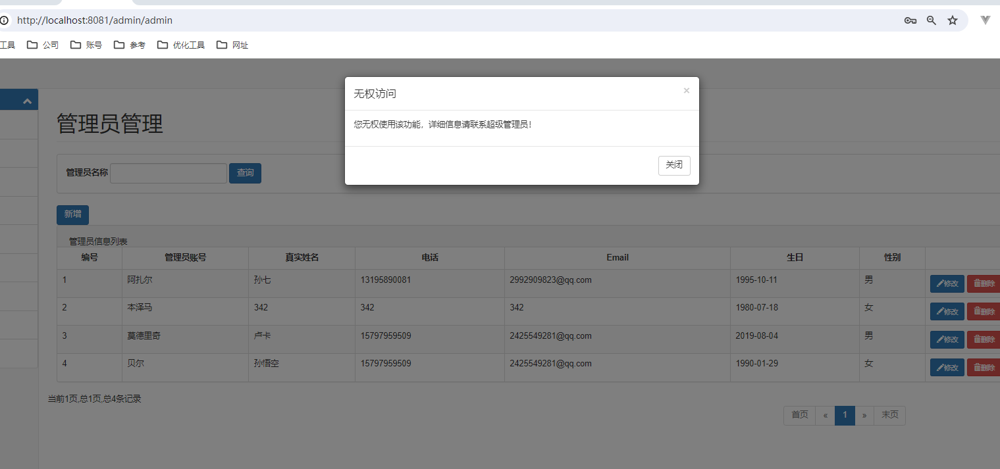 http://localhost:8081/admin/admin
工具 公司 账号 参考 优化工具 网址
无权访问 ×
您无权使用该功能，详细信息请联系超级管理员！
关闭
管理员管理
管理员名称 查询
新增
管理员信息列表
编号 管理员账号 真实姓名 电话 Email 生日 性别
1 阿扎尔 孙七 13195890081 2992909823@qq.com 1995-10-11 男 修改 删除
2 本泽马 342 342 342 1980-07-18 女 修改 删除
3 莫德里奇 卢卡 15797959509 2425549281@qq.com 2019-08-04 男 修改 删除
4 贝尔 孙悟空 15797959509 2425549281@qq.com 1990-01-29 女 修改 删除
当前1页,总1页,总4条记录
首页 « 1 » 末页